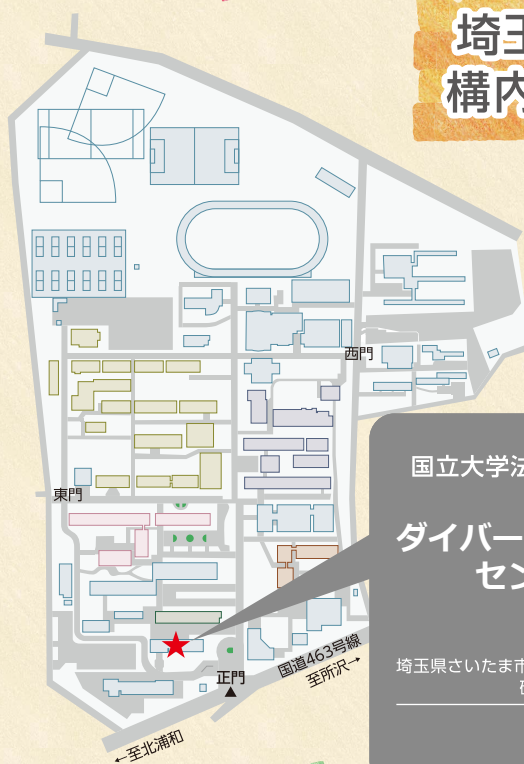 埼玉
構内
西門
国立大学法
東門
ダイバー
セン
国道463号線
至所沢→
埼玉県さいたま市
正門
▲
←至北浦和